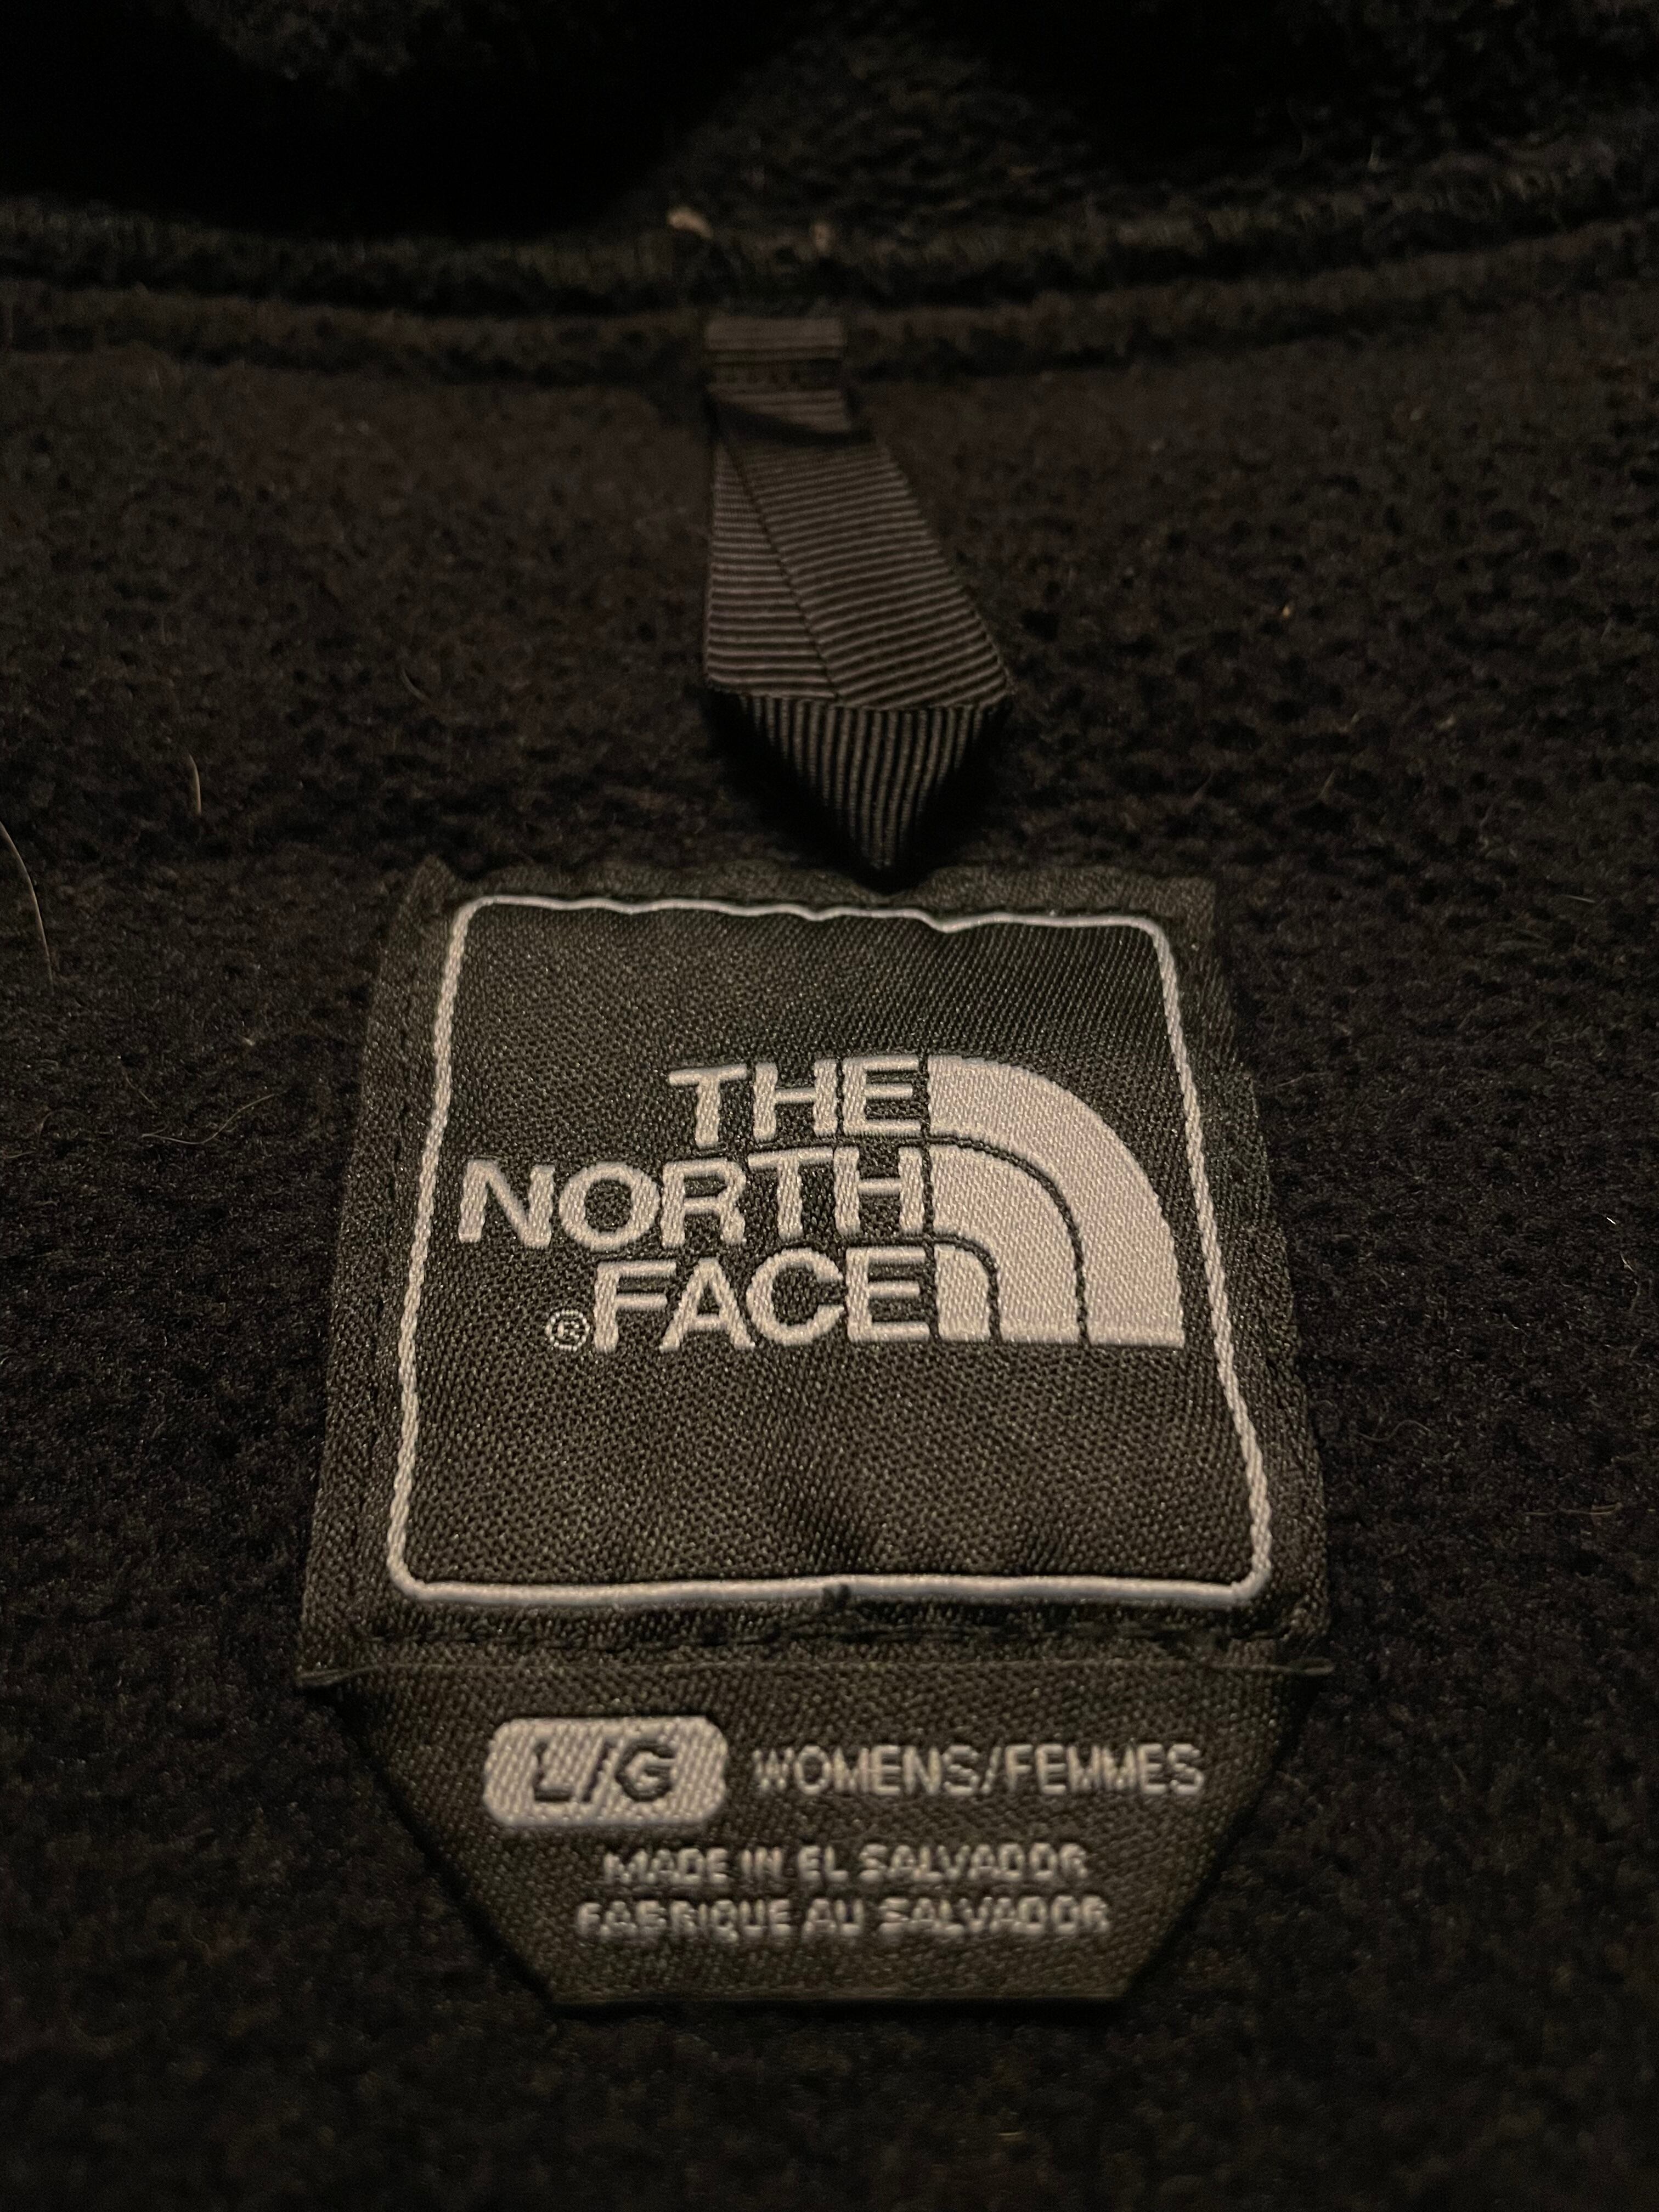 THE
NORTH
®FACE
L/G WOMENS/FEMMES
MADE IN EL SALVADOR
FABRIQUE AU SALVADOR